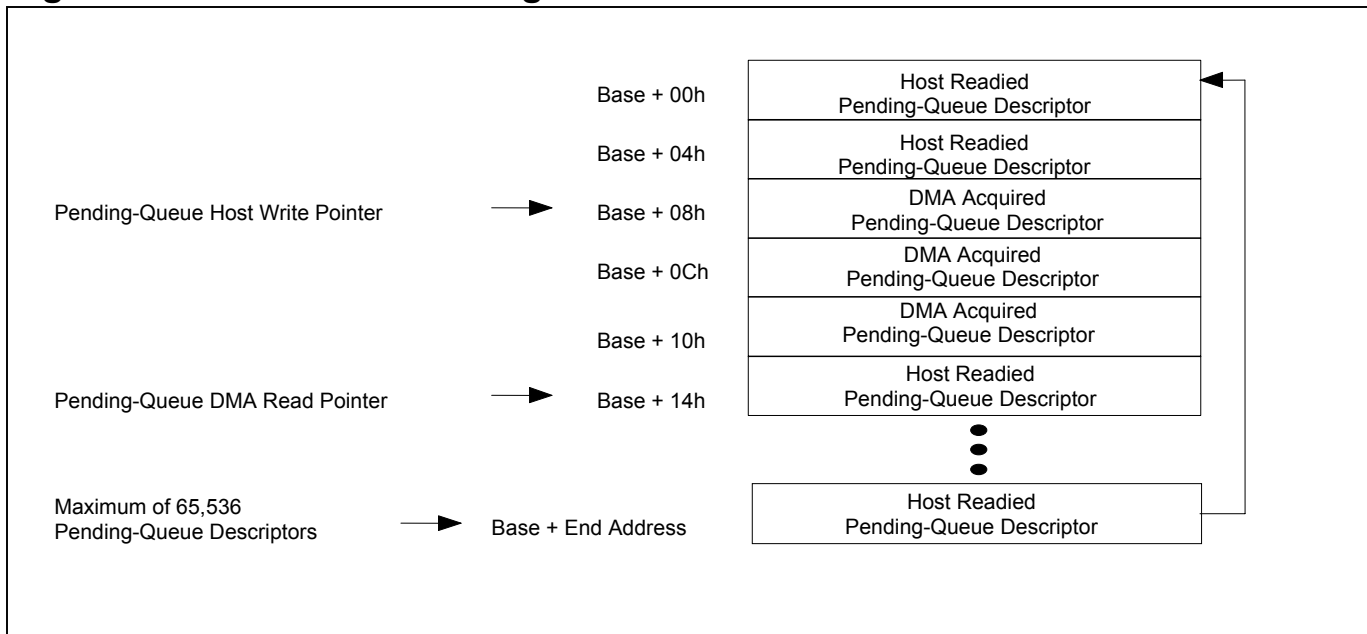 Base + 00h
Host Readied
Pending-Queue Descriptor
Base + 04h
Host Readied
Pending-Queue Descriptor
Pending-Queue Host Write Pointer
Base + 08h
DMA Acquired
Pending-Queue Descriptor
Base + 0Ch
DMA Acquired
Pending-Queue Descriptor
Base + 10h
DMA Acquired
Pending-Queue Descriptor
Pending-Queue DMA Read Pointer
Base + 14h
Host Readied
Pending-Queue Descriptor
Maximum of 65,536
Pending-Queue Descriptors
Base + End Address
Host Readied
Pending-Queue Descriptor